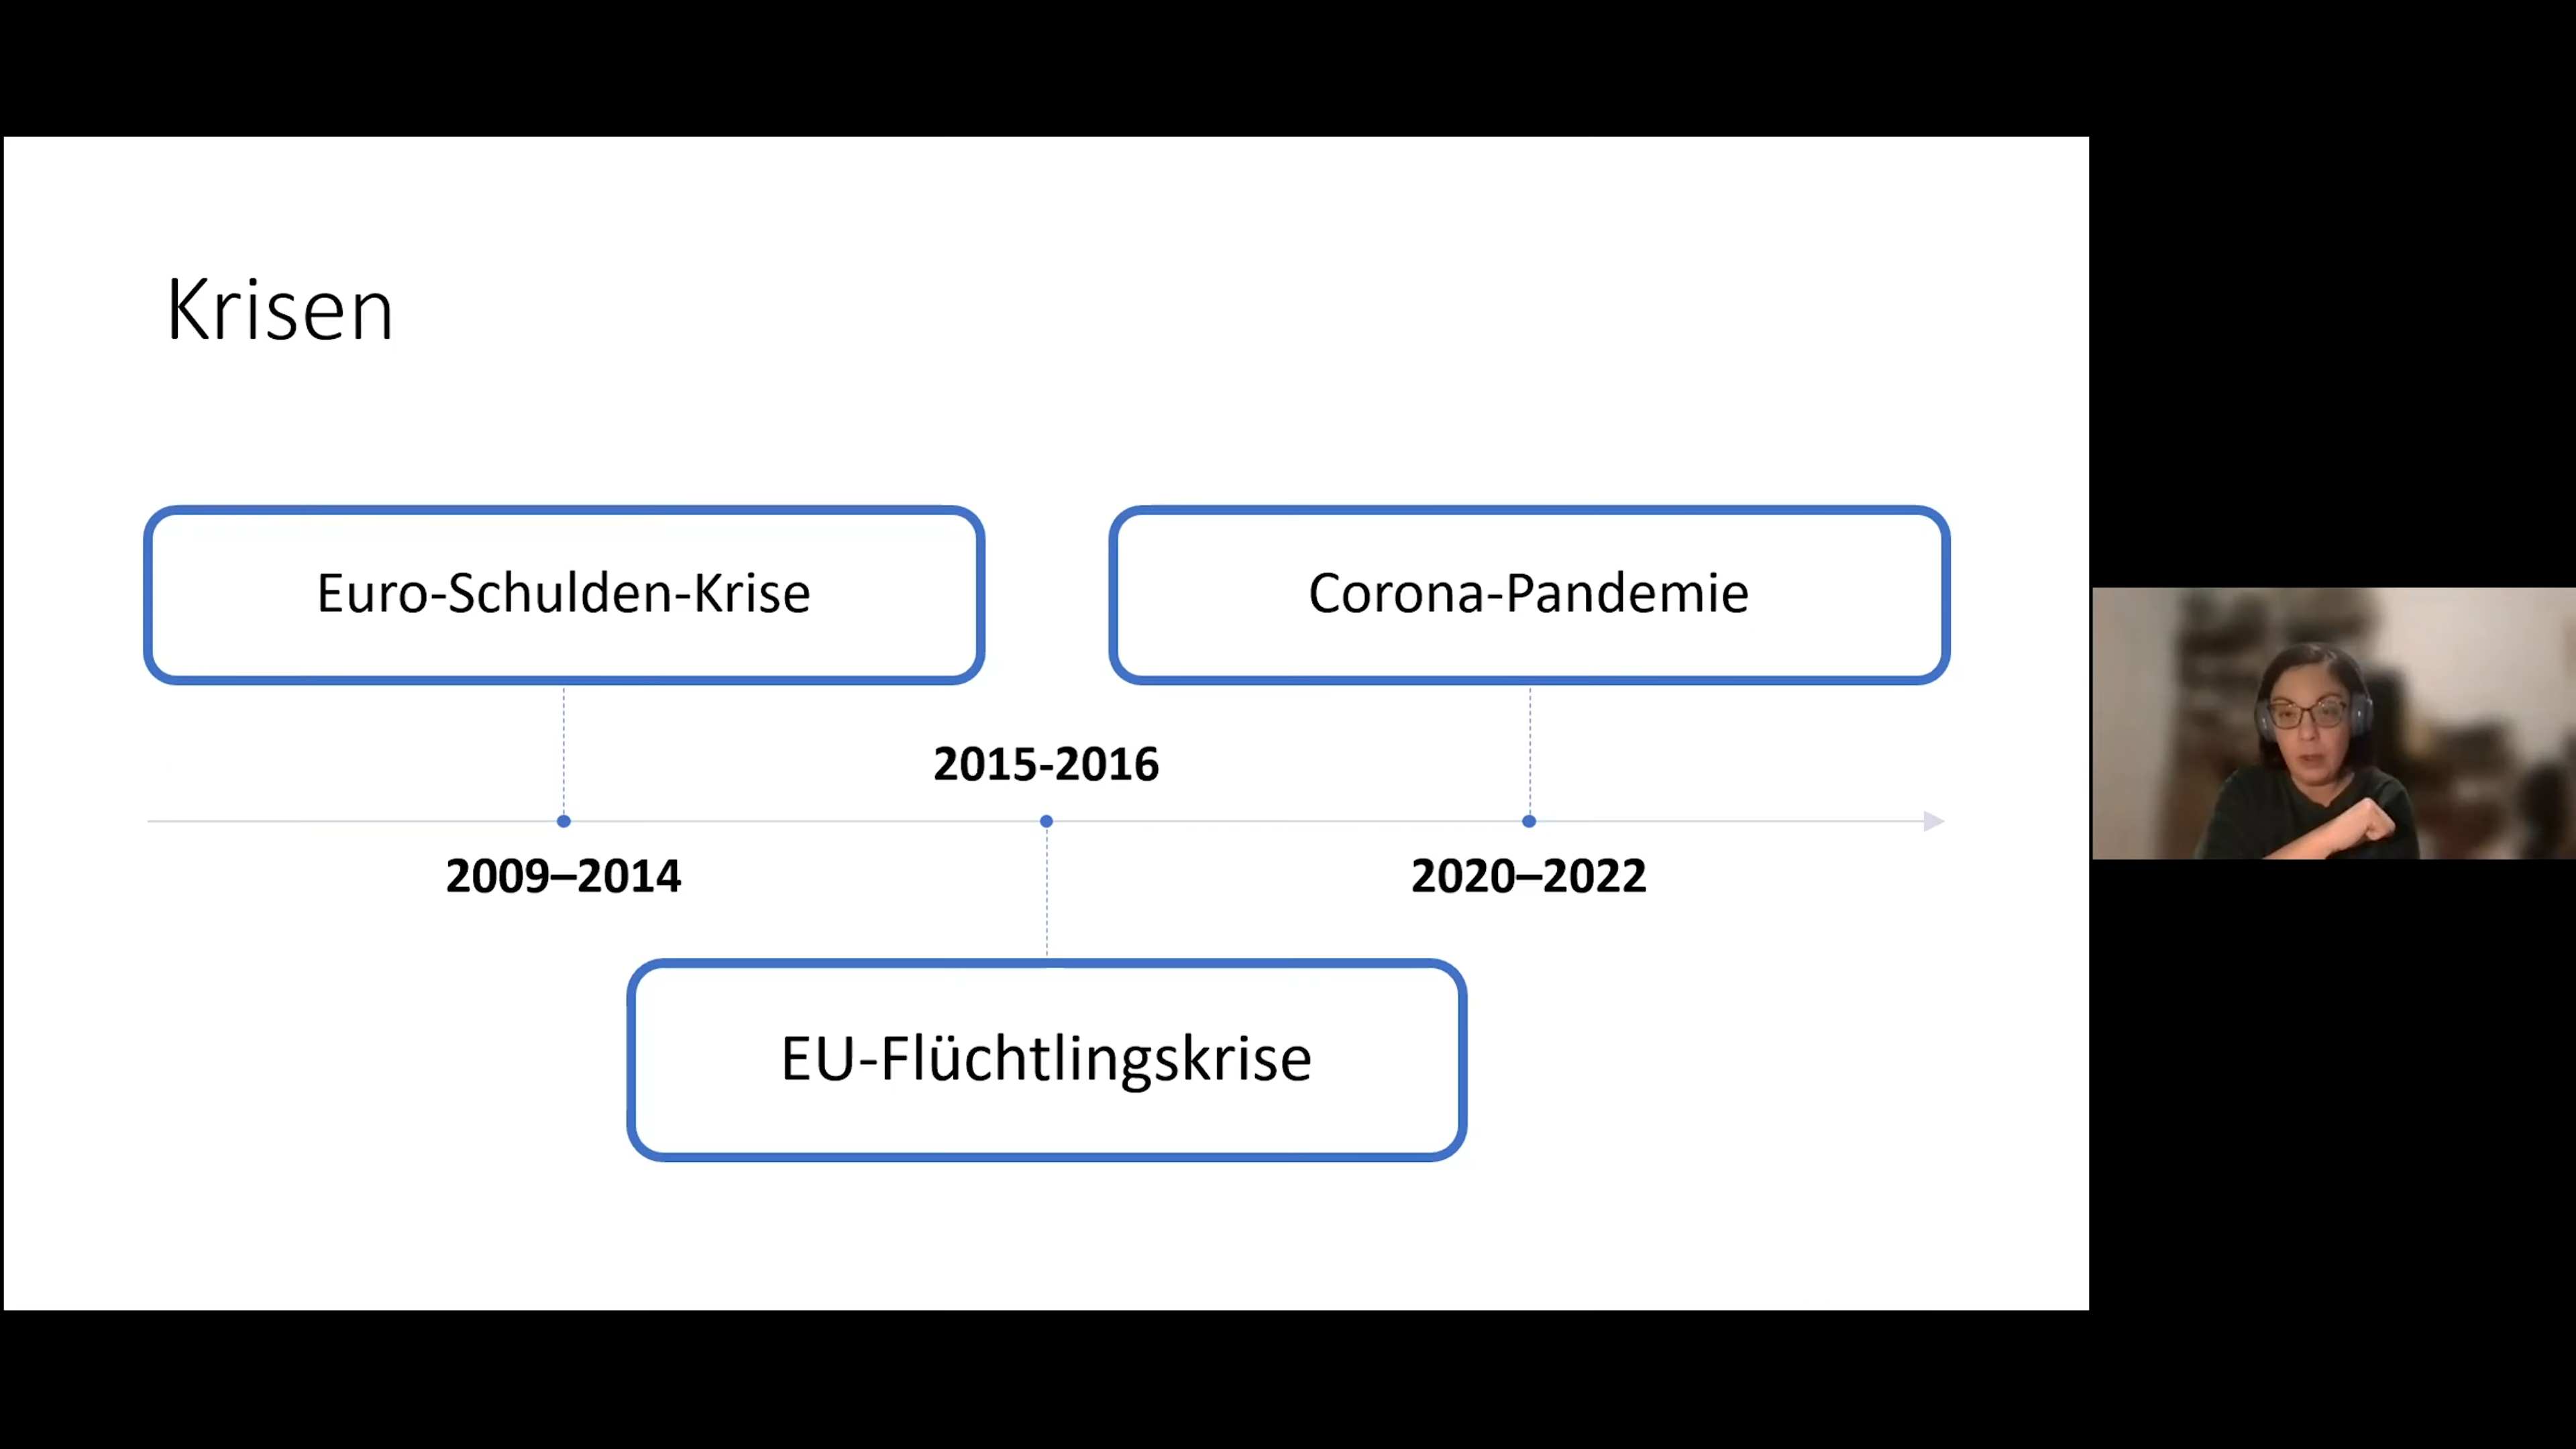 Krisen
Euro-Schulden-Krise
Corona-Pandemie
2015-2016
2009–2014
2020–2022
EU-Flüchtlingskrise